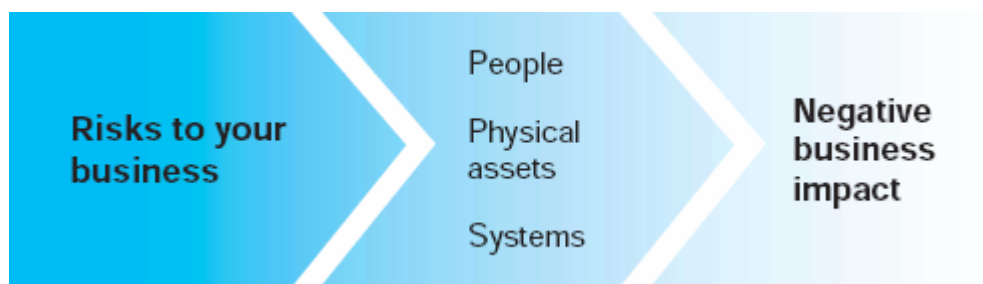 Risks to your
business
People
Physical
assets
Systems
Negative
business
impact